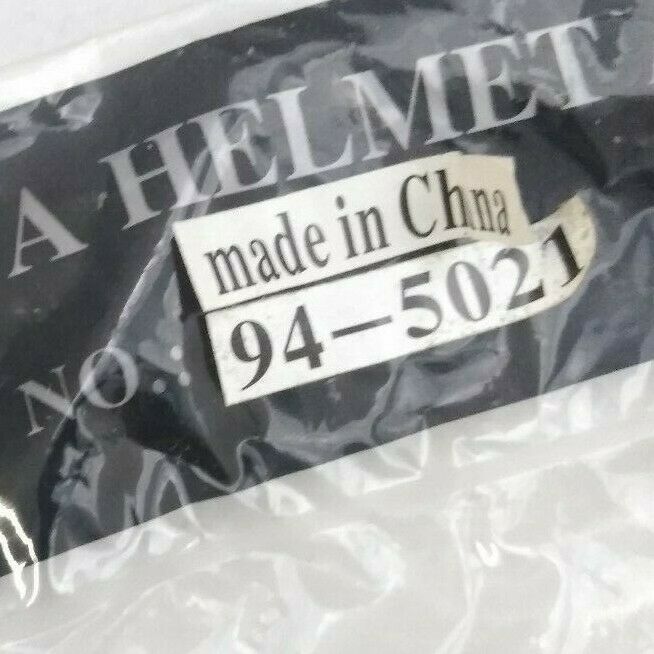 A HELMET
made in Chna
NO.:
94-5021